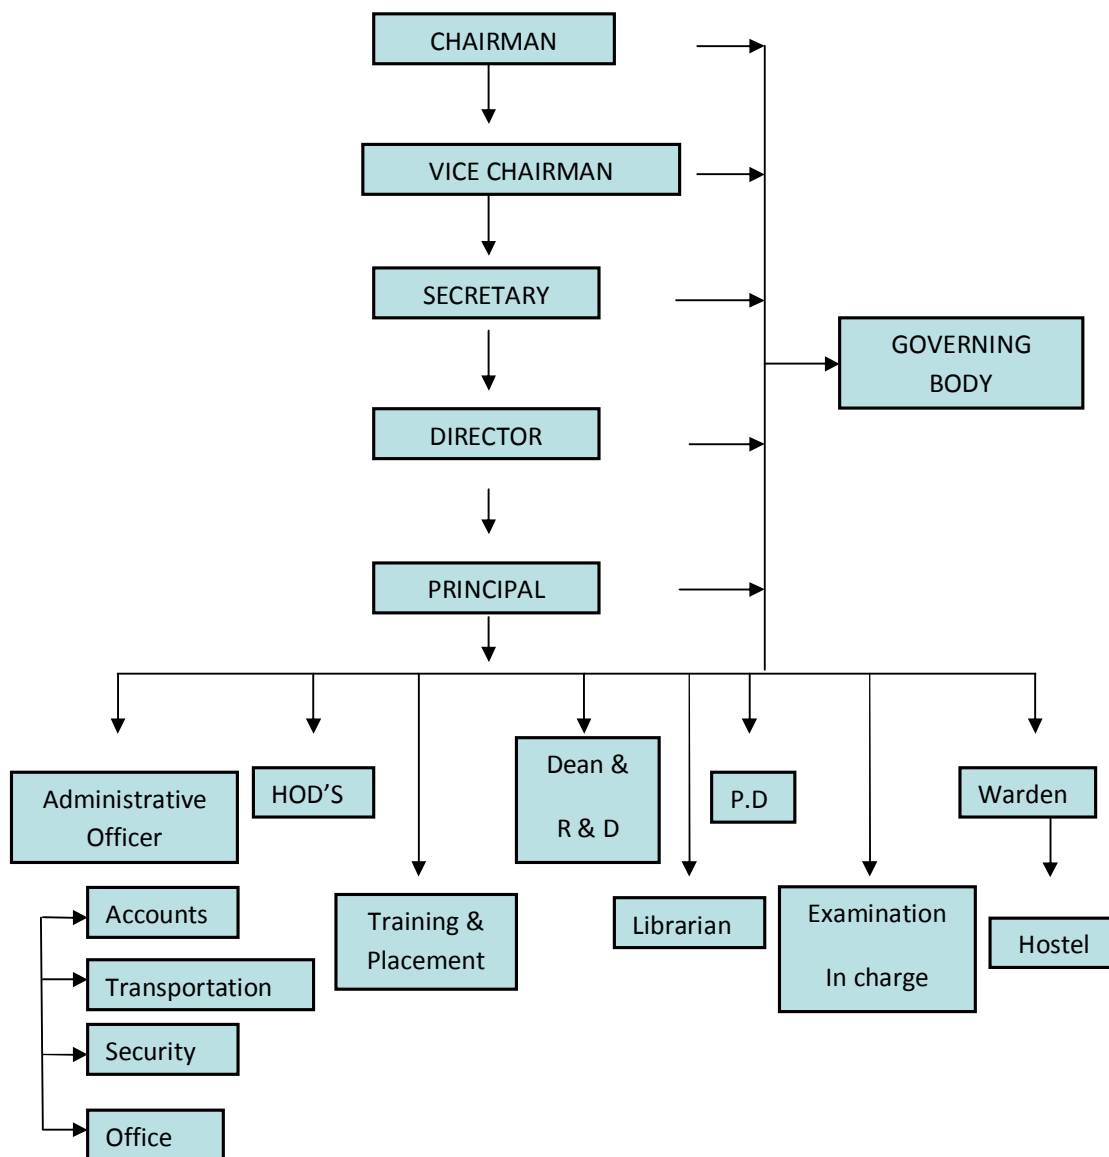 CHAIRMAN
VICE CHAIRMAN
SECRETARY
GOVERNING
BODY
DIRECTOR
PRINCIPAL
Administrative
Officer
HOD’S
Dean &
R & D
P.D
Warden
Accounts
Transportation
Security
Office
Training &
Placement
Librarian
Examination
In charge
Hostel